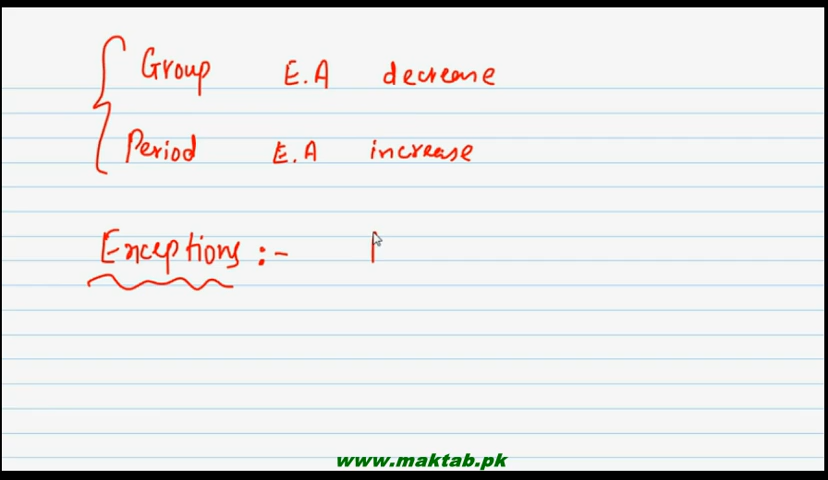 Group E.A decrease
Period E.A increase
Exceptions :-
www.maktab.pk